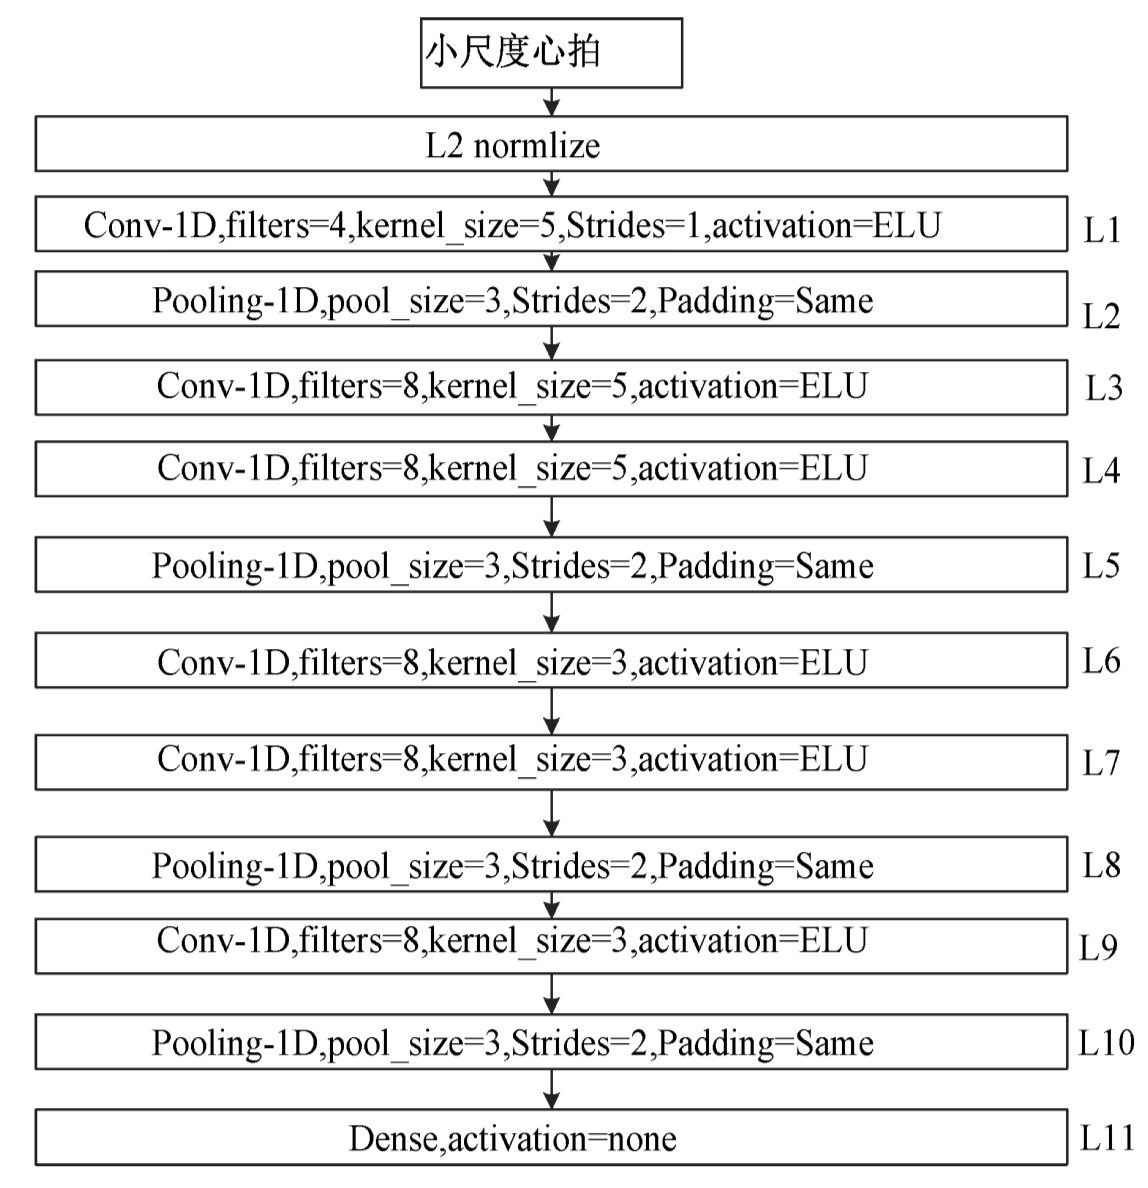 小尺度心拍
L2 normlize
Conv-1D,filters=4,kernel_size=5,Strides=1,activation=ELU L1
Pooling-1D,pool_size=3,Strides=2,Padding=Same L2
Conv-1D,filters=8,kernel_size=5,activation=ELU L3
Conv-1D,filters=8,kernel_size=5,activation=ELU L4
Pooling-1D,pool_size=3,Strides=2,Padding=Same L5
Conv-1D,filters=8,kernel_size=3,activation=ELU L6
Conv-1D,filters=8,kernel_size=3,activation=ELU L7
Pooling-1D,pool_size=3,Strides=2,Padding=Same L8
Conv-1D,filters=8,kernel_size=3,activation=ELU L9
Pooling-1D,pool_size=3,Strides=2,Padding=Same L10
Dense,activation=none L11